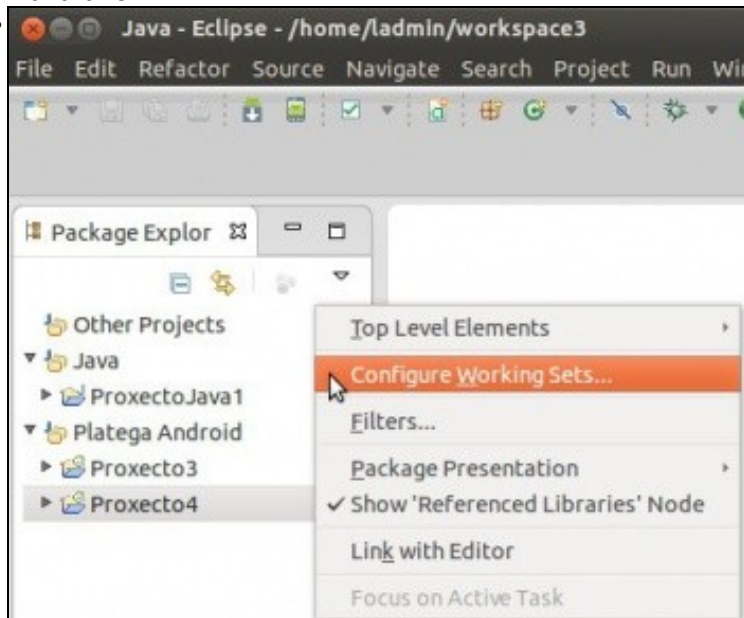 Java - Eclipse - /home/ladmin/workspace3
File Edit Refactor Source Navigate Search Project Run
Package Explor
Other Projects
Java
ProxectoJava1
Platega Android
Proxecto3
Proxecto4
Top Level Elements
Configure Working Sets...
Filters...
Package Presentation
Show 'Referenced Libraries' Node
Link with Editor
Focus on Active Task